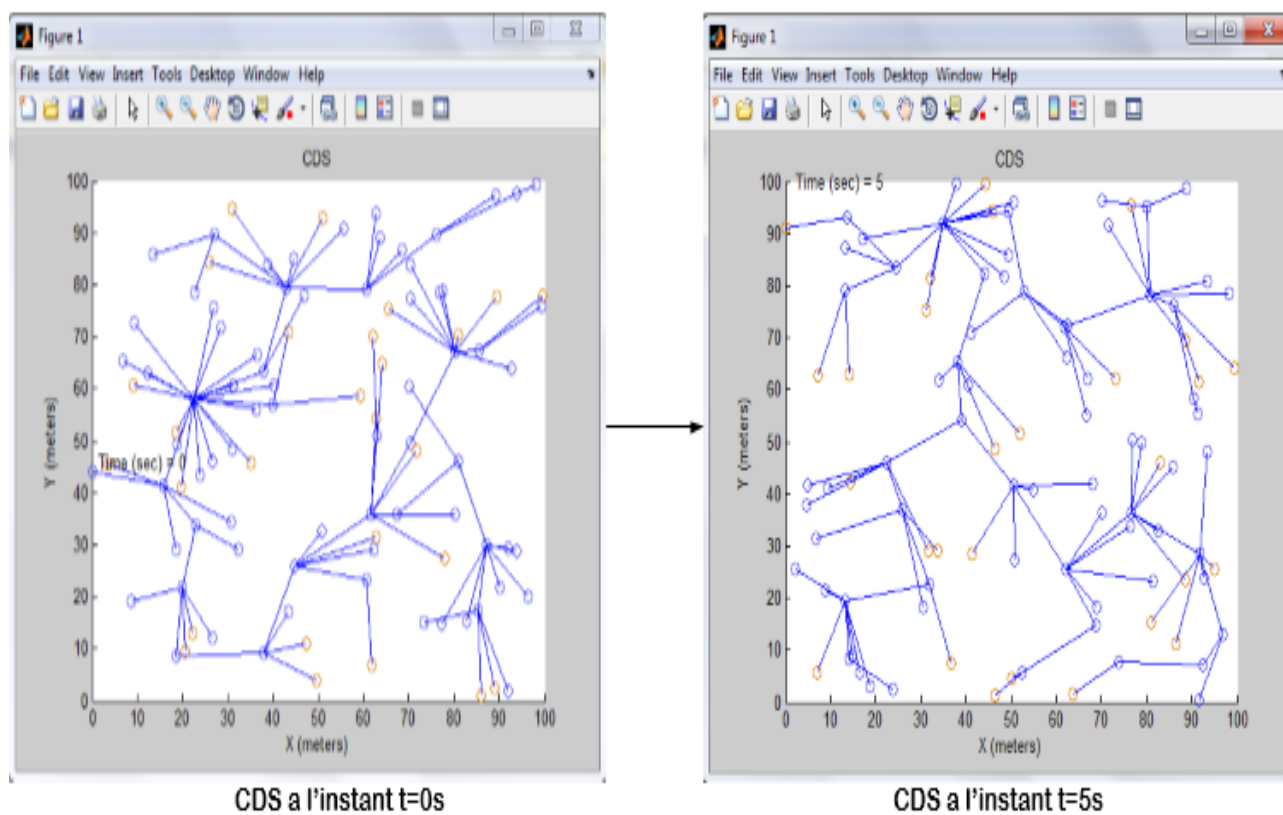 Figure 1
File Edit View Insert Tools Desktop Window Help
CDS
100
90
80
70
60
50
40
30
20
10
0
Y (meters)
Time (sec) = 0
0 10 20 30 40 50 60 70 80 90 100
X (meters)
CDS a l'instant t=0s
Figure 1
File Edit View Insert Tools Desktop Window Help
CDS
100
90
80
70
60
50
40
30
20
10
0
Y (meters)
Time (sec) = 5
0 10 20 30 40 50 60 70 80 90 100
X (meters)
CDS a l'instant t=5s